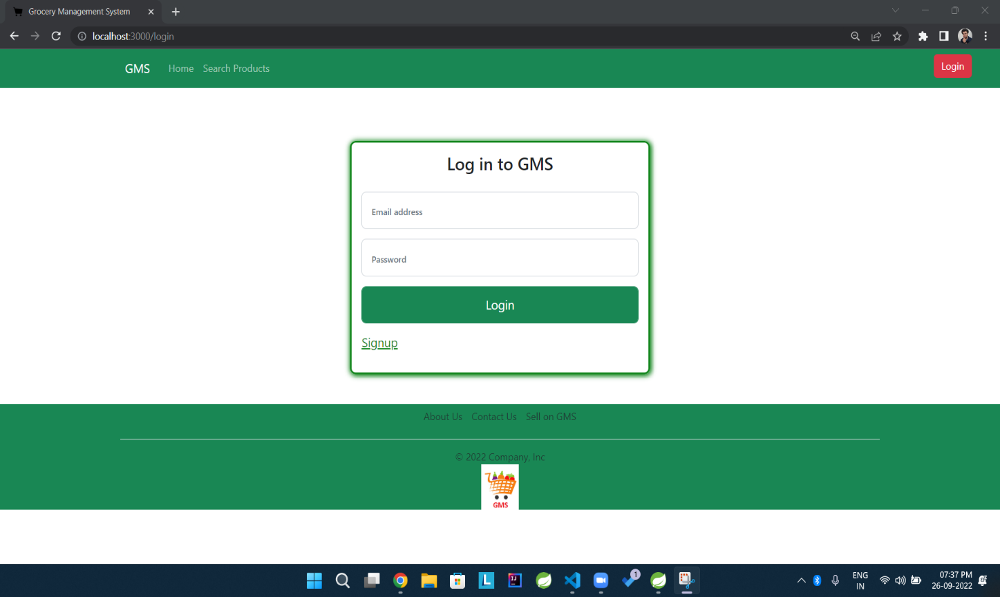 Grocery Management System
localhost:3000/login
GMS Home Search Products Login
Log in to GMS
Email address
Password
Login
Signup
About Us Contact Us Sell on GMS
© 2022 Company, Inc
GMS
L
IJ
1
ENG
IN
07:37 PM
26-09-2022